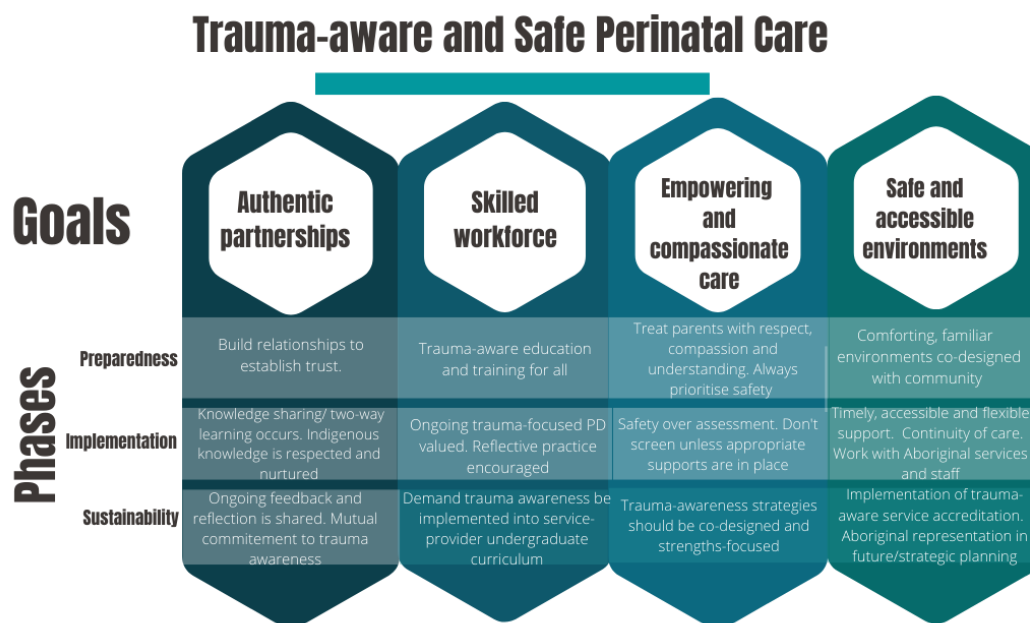 Trauma-aware and Safe Perinatal Care
Goals
Authentic
partnerships
Skilled
workforce
Empowering
and
compassionate
care
Safe and
accessible
environments
Phases
Preparedness
Build relationships to
establish trust.
Trauma-aware education
and training for all
Treat parents with respect,
compassion and
understanding. Always
prioritise safety
Comforting, familiar
environments co-designed
with community
Implementation
Knowledge sharing/ two-way
learning occurs. Indigenous
knowledge is respected and
nurtured
Ongoing trauma-focused PD
valued. Reflective practice
encouraged
Safety over assessment. Don't
screen unless appropriate
supports are in place
Timely, accessible and flexible
support. Continuity of care.
Work with Aboriginal services
and staff
Sustainability
Ongoing feedback and
reflection is shared. Mutual
commitment to trauma
awareness
Demand trauma awareness be
implemented into service-
provider undergraduate
curriculum
Trauma-awareness strategies
should be co-designed and
strengths-focused
Implementation of trauma-
aware service accreditation.
Aboriginal representation in
future/strategic planning